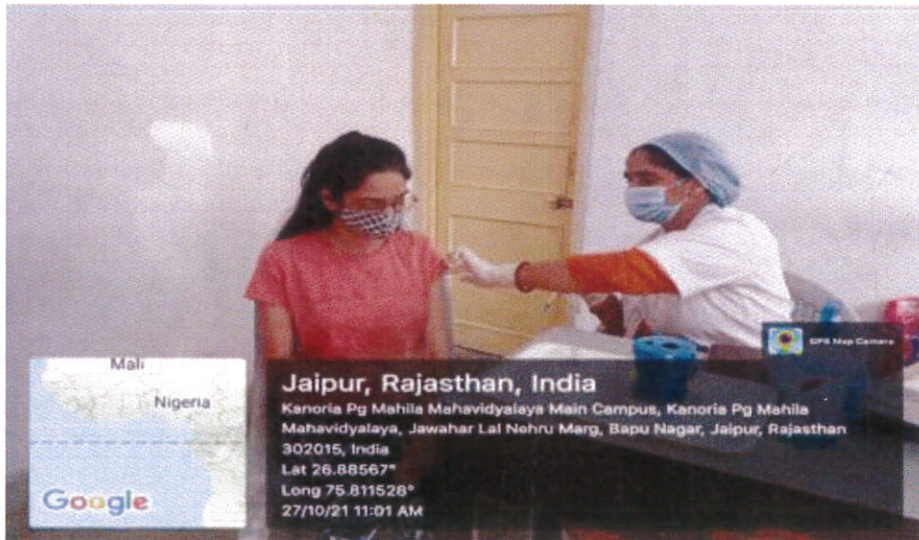 GPS Map Camera
Mali
Nigeria
Google
Jaipur, Rajasthan, India
Kanoria Pg Mahila Mahavidyalaya Main Campus, Kanoria Pg Mahila
Mahavidyalaya, Jawahar Lal Nehru Marg, Bapu Nagar, Jaipur, Rajasthan
302015, India
Lat 26.88567°
Long 75.811528°
27/10/21 11:01 AM